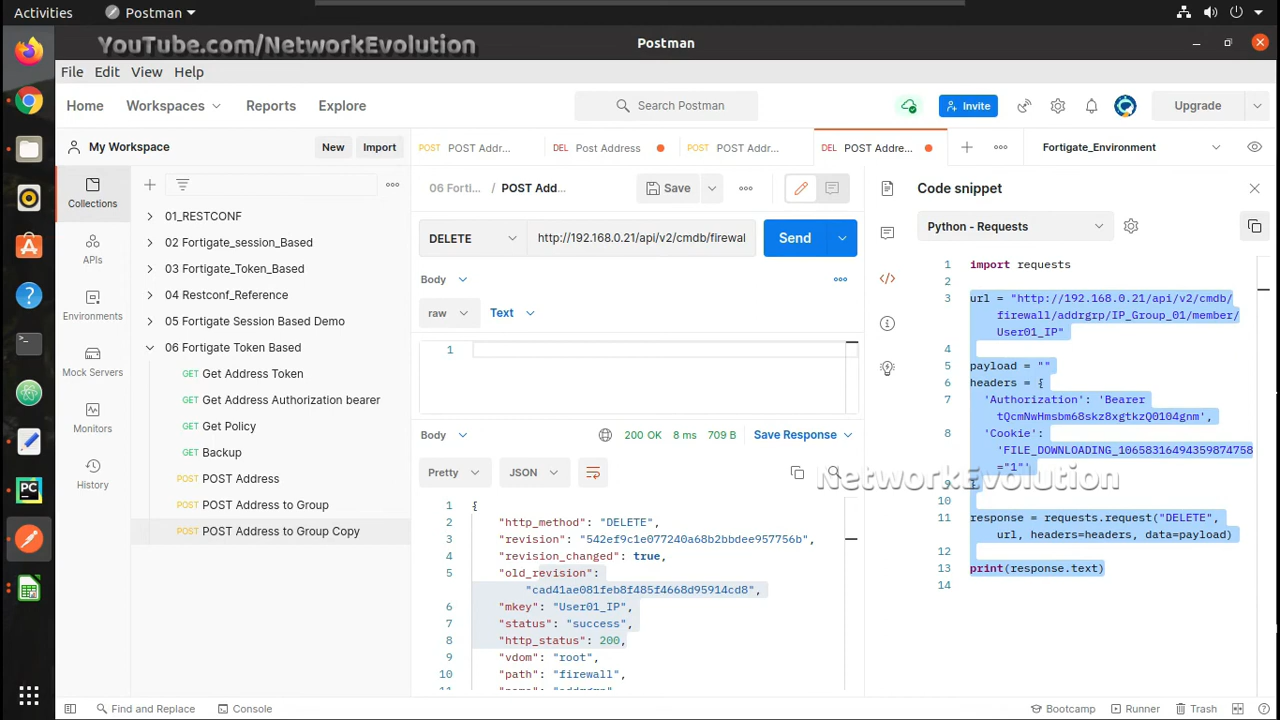 Activities
Postman
YouTube.com/NetworkEvolution
Postman
File Edit View Help
Home Workspaces Reports Explore
Search Postman
Invite
Upgrade
My Workspace
New Import
POST POST Addr...
DEL Post Address
POST POST Addr...
DEL POST Addre...
Fortigate_Environment
Collections
APIs
Environments
Mock Servers
Monitors
History
01_RESTCONF
02 Fortigate_session_Based
03 Fortigate_Token_Based
04 Restconf_Reference
05 Fortigate Session Based Demo
06 Fortigate Token Based
GET Get Address Token
GET Get Address Authorization bearer
GET Get Policy
GET Backup
POST POST Address
POST POST Address to Group
POST POST Address to Group Copy
06 Forti... / POST Add...
Save
DELETE
http://192.168.0.21/api/v2/cmdb/firewal
Send
Body
raw
Text
1
Body
200 OK 8 ms 709 B Save Response
Pretty JSON
1 {
2 "http_method": "DELETE",
3 "revision": "542ef9c1e077240a68b2bbdee957756b",
4 "revision_changed": true,
5 "old_revision":
"cad41ae081feb8f485f4668d95914cd8",
6 "mkey": "User01_IP",
7 "status": "success",
8 "http_status": 200,
9 "vdom": "root",
10 "path": "firewall",
11 "name": "addrgrp",
Code snippet
Python - Requests
1 import requests
2
3 url = "http://192.168.0.21/api/v2/cmdb/
firewall/addrgrp/IP_Group_01/member/
User01_IP"
4
5 payload = ""
6 headers = {
7 'Authorization': 'Bearer
tQcmNwHmsbm68skz8xgtkzQ0104gnm',
8 'Cookie':
'FILE_DOWNLOADING_10658316494359874758
="1"'
NetworkEvolution
9 }
10
11 response = requests.request("DELETE",
url, headers=headers, data=payload)
12
13 print(response.text)
14
Find and Replace Console
Bootcamp Runner Trash